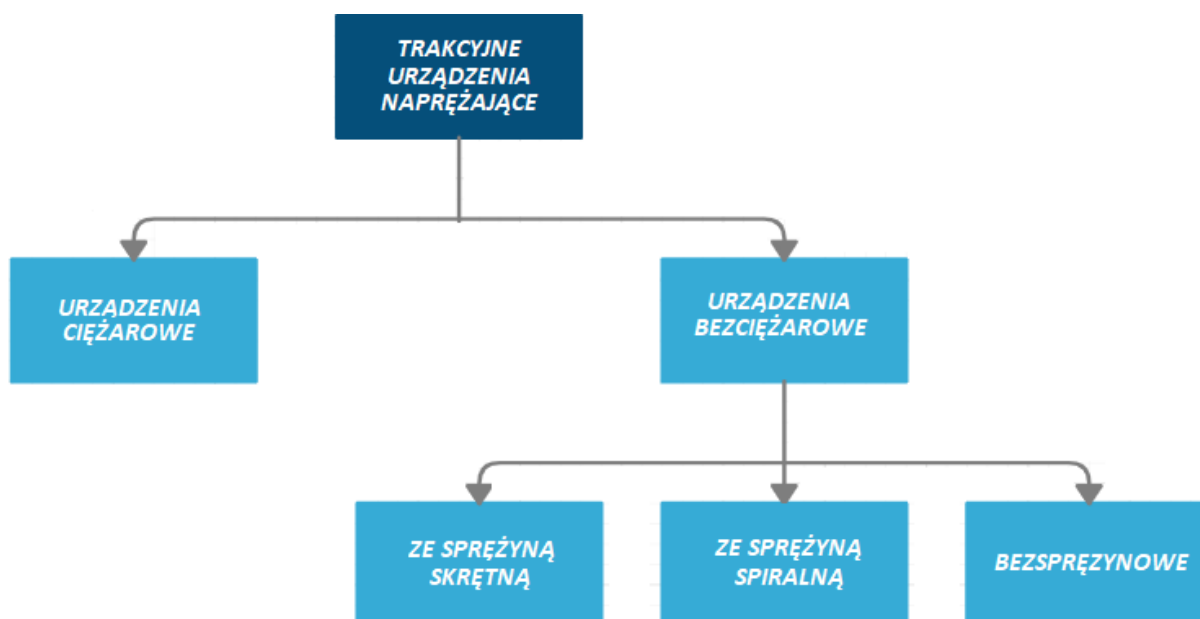 TRAKCYJNE
URZĄDZENIA
NAPRĘŻAJĄCE
URZĄDZENIA
CIĘŻAROWE
URZĄDZENIA
BEZCIĘŻAROWE
ZE SPRĘŻYNĄ
SKRĘTNĄ
ZE SPRĘŻYNĄ
SPIRALNĄ
BEZSPRĘZYNOWE